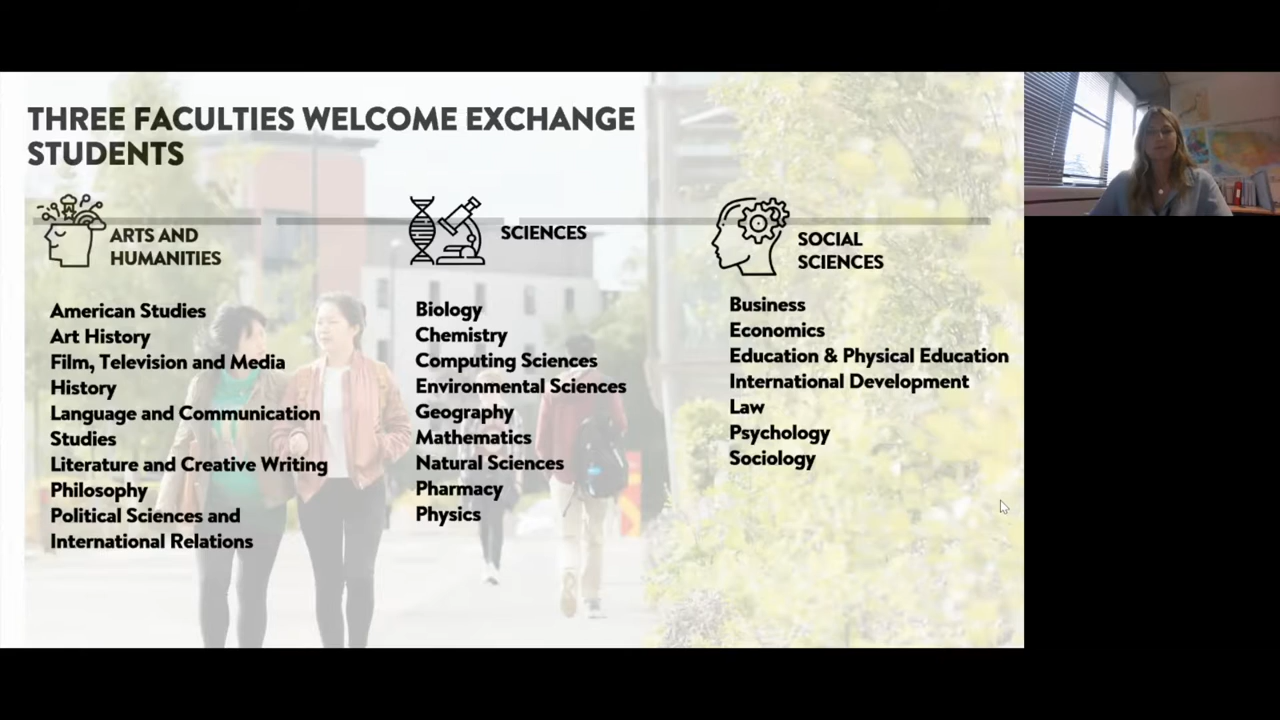 THREE FACULTIES WELCOME EXCHANGE
STUDENTS
ARTS AND
HUMANITIES
American Studies
Art History
Film, Television and Media
History
Language and Communication
Studies
Literature and Creative Writing
Philosophy
Political Sciences and
International Relations
SCIENCES
Biology
Chemistry
Computing Sciences
Environmental Sciences
Geography
Mathematics
Natural Sciences
Pharmacy
Physics
SOCIAL
SCIENCES
Business
Economics
Education & Physical Education
International Development
Law
Psychology
Sociology